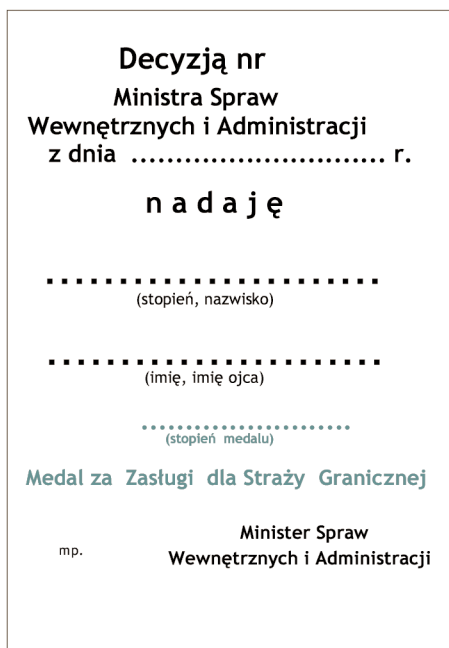 Decyzją nr
Ministra Spraw
Wewnętrznych i Administracji
z dnia ............................. r.
n a d a j ę
.......................
(stopień, nazwisko)
.......................
(imię, imię ojca)
........................
(stopień medalu)
Medal za Zasługi dla Straży Granicznej
Minister Spraw
mp.
Wewnętrznych i Administracji